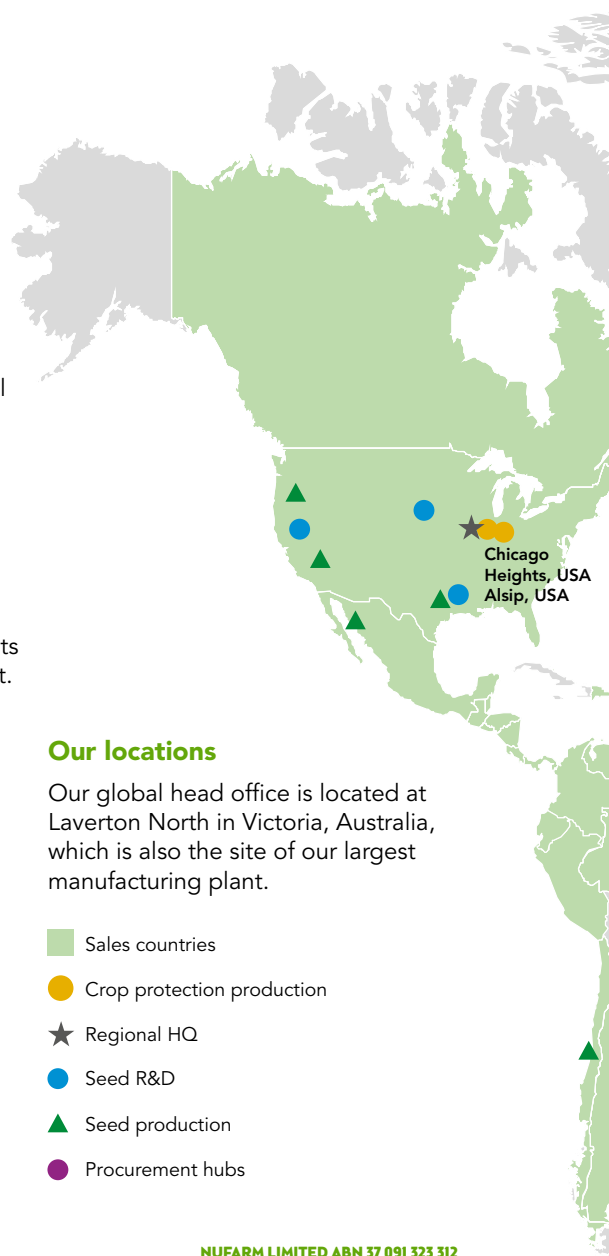 l
ts
t.
Chicago
Heights, USA
Alsip, USA
Our locations
Our global head office is located at
Laverton North in Victoria, Australia,
which is also the site of our largest
manufacturing plant.
Sales countries
Crop protection production
Regional HQ
Seed R&D
Seed production
Procurement hubs
NUFARM LIMITED ABN 37 091 323 312